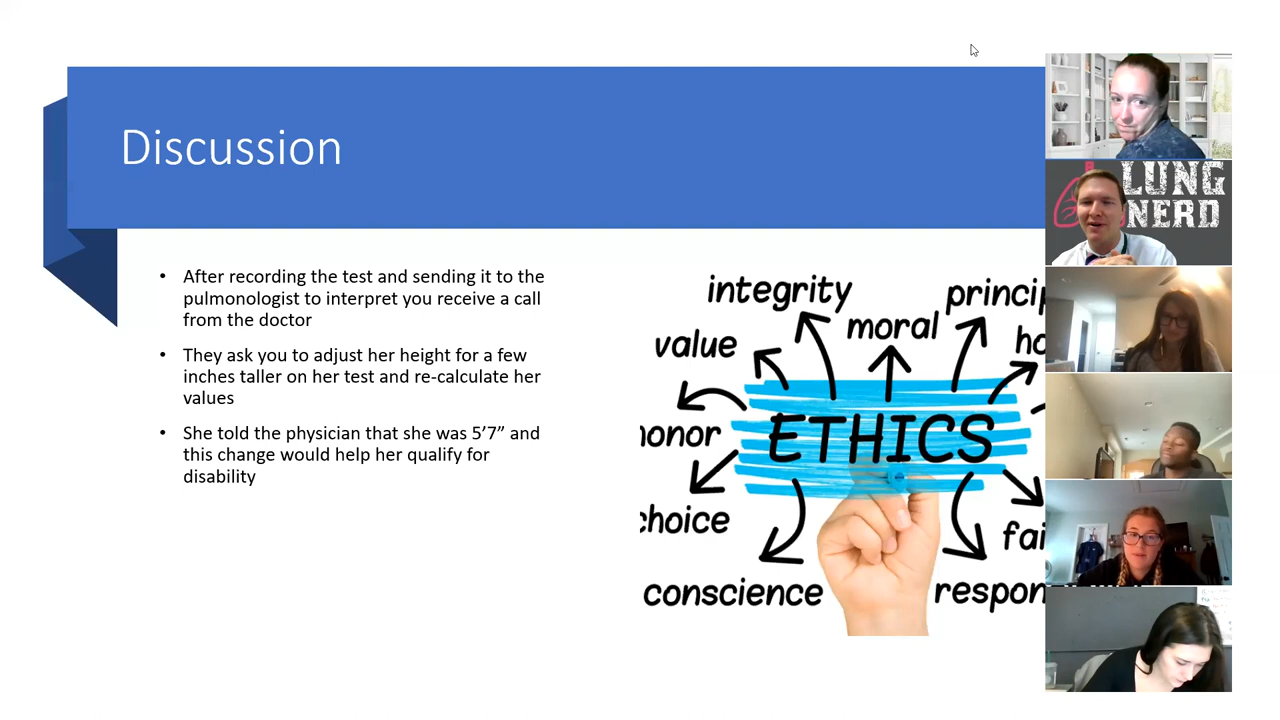 Discussion
• After recording the test and sending it to the
pulmonologist to interpret you receive a call
from the doctor
• They ask you to adjust her height for a few
inches taller on her test and re-calculate her
values
• She told the physician that she was 5’7” and
this change would help her qualify for
disability
integrity
princip
moral
value
ho
ETHICS
honor
choice
fai
conscience
respon
LUNG
NERD